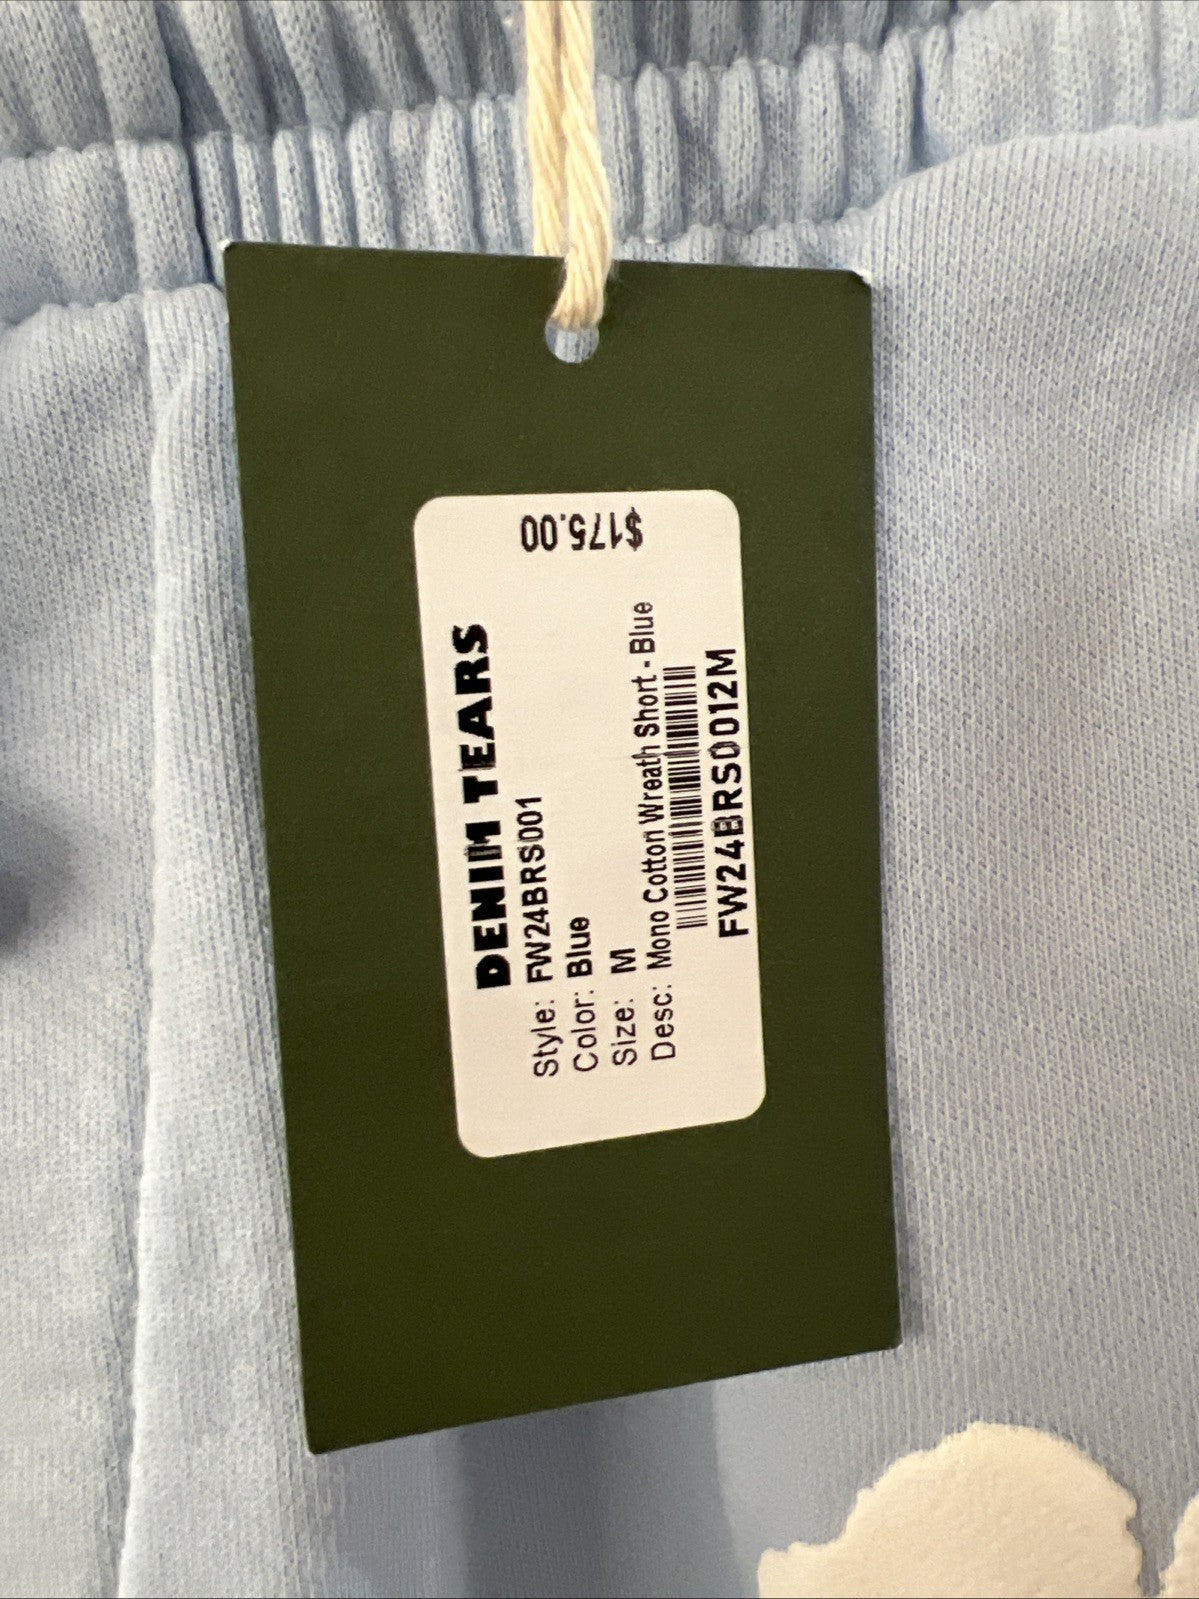 $175.00
DENIM TEARS
Style: FW24BRS001
Color: Blue
Size: M
Desc: Mono Cotton Wreath Short - Blue
FW24BRS0012M